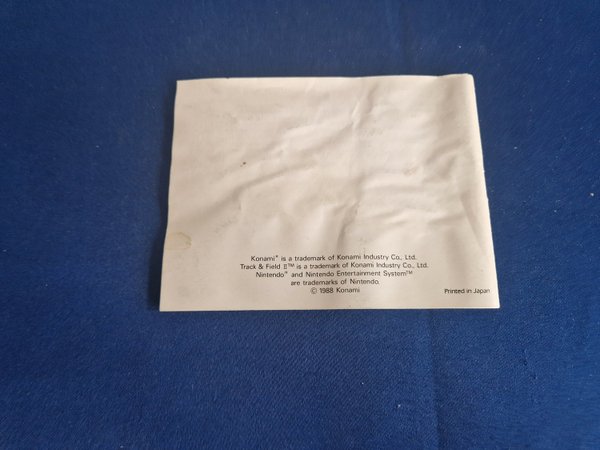 Konami® is a trademark of Konami Industry Co., Ltd.
Track & Field II™ is a trademark of Konami Industry Co., Ltd.
Nintendo® and Nintendo Entertainment System™
are trademarks of Nintendo.
© 1988 Konami
Printed in Japan